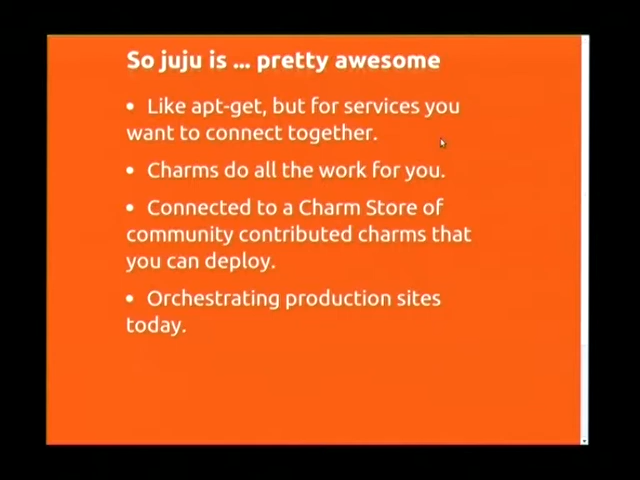 So juju is ... pretty awesome
• Like apt-get, but for services you
want to connect together.
• Charms do all the work for you.
• Connected to a Charm Store of
community contributed charms that
you can deploy.
• Orchestrating production sites
today.